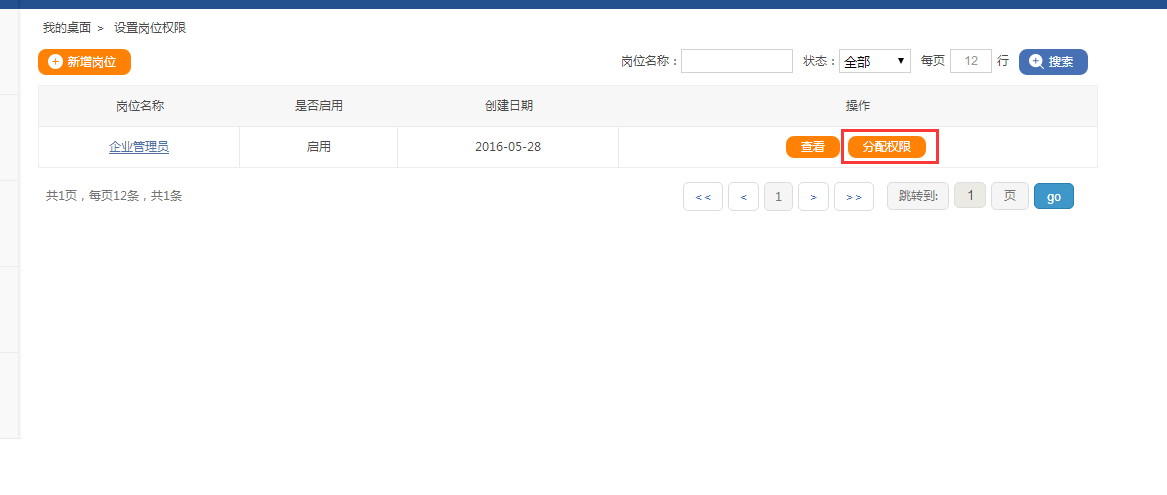 我的桌面 > 设置岗位权限
新增岗位 岗位名称： 状态：全部 ▼ 每页 12 行 搜索
岗位名称 是否启用 创建日期 操作
企业管理员 启用 2016-05-28 查看 分配权限
共1页，每页12条，共1条 << < 1 > >> 跳转到: 1 页 go